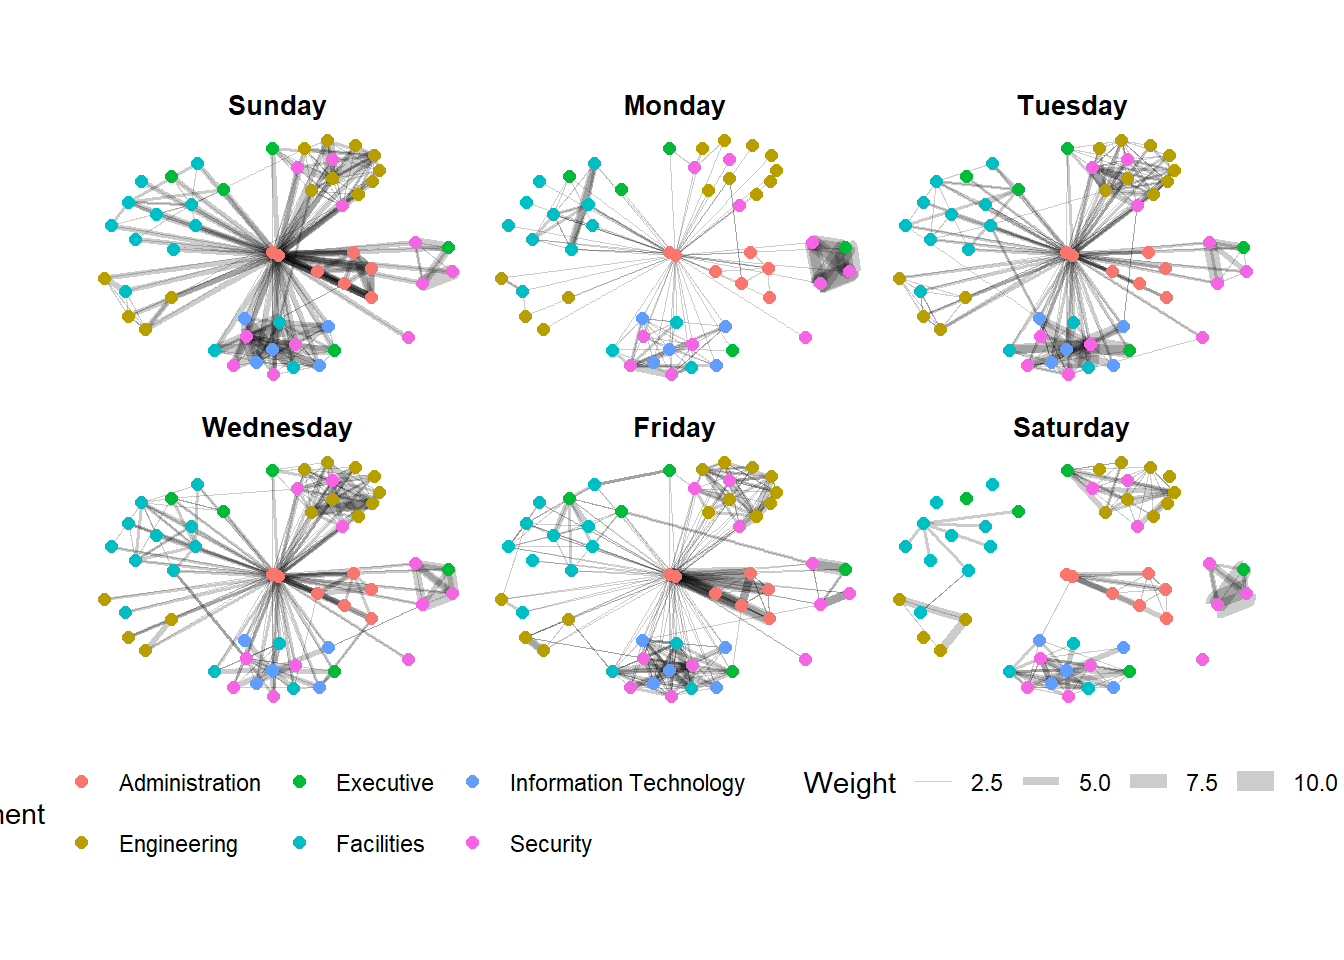 Sunday
Monday
Tuesday
Wednesday
Friday
Saturday
Administration
Executive
Information Technology
Weight
2.5
5.0
7.5
10.0
Engineering
Facilities
Security